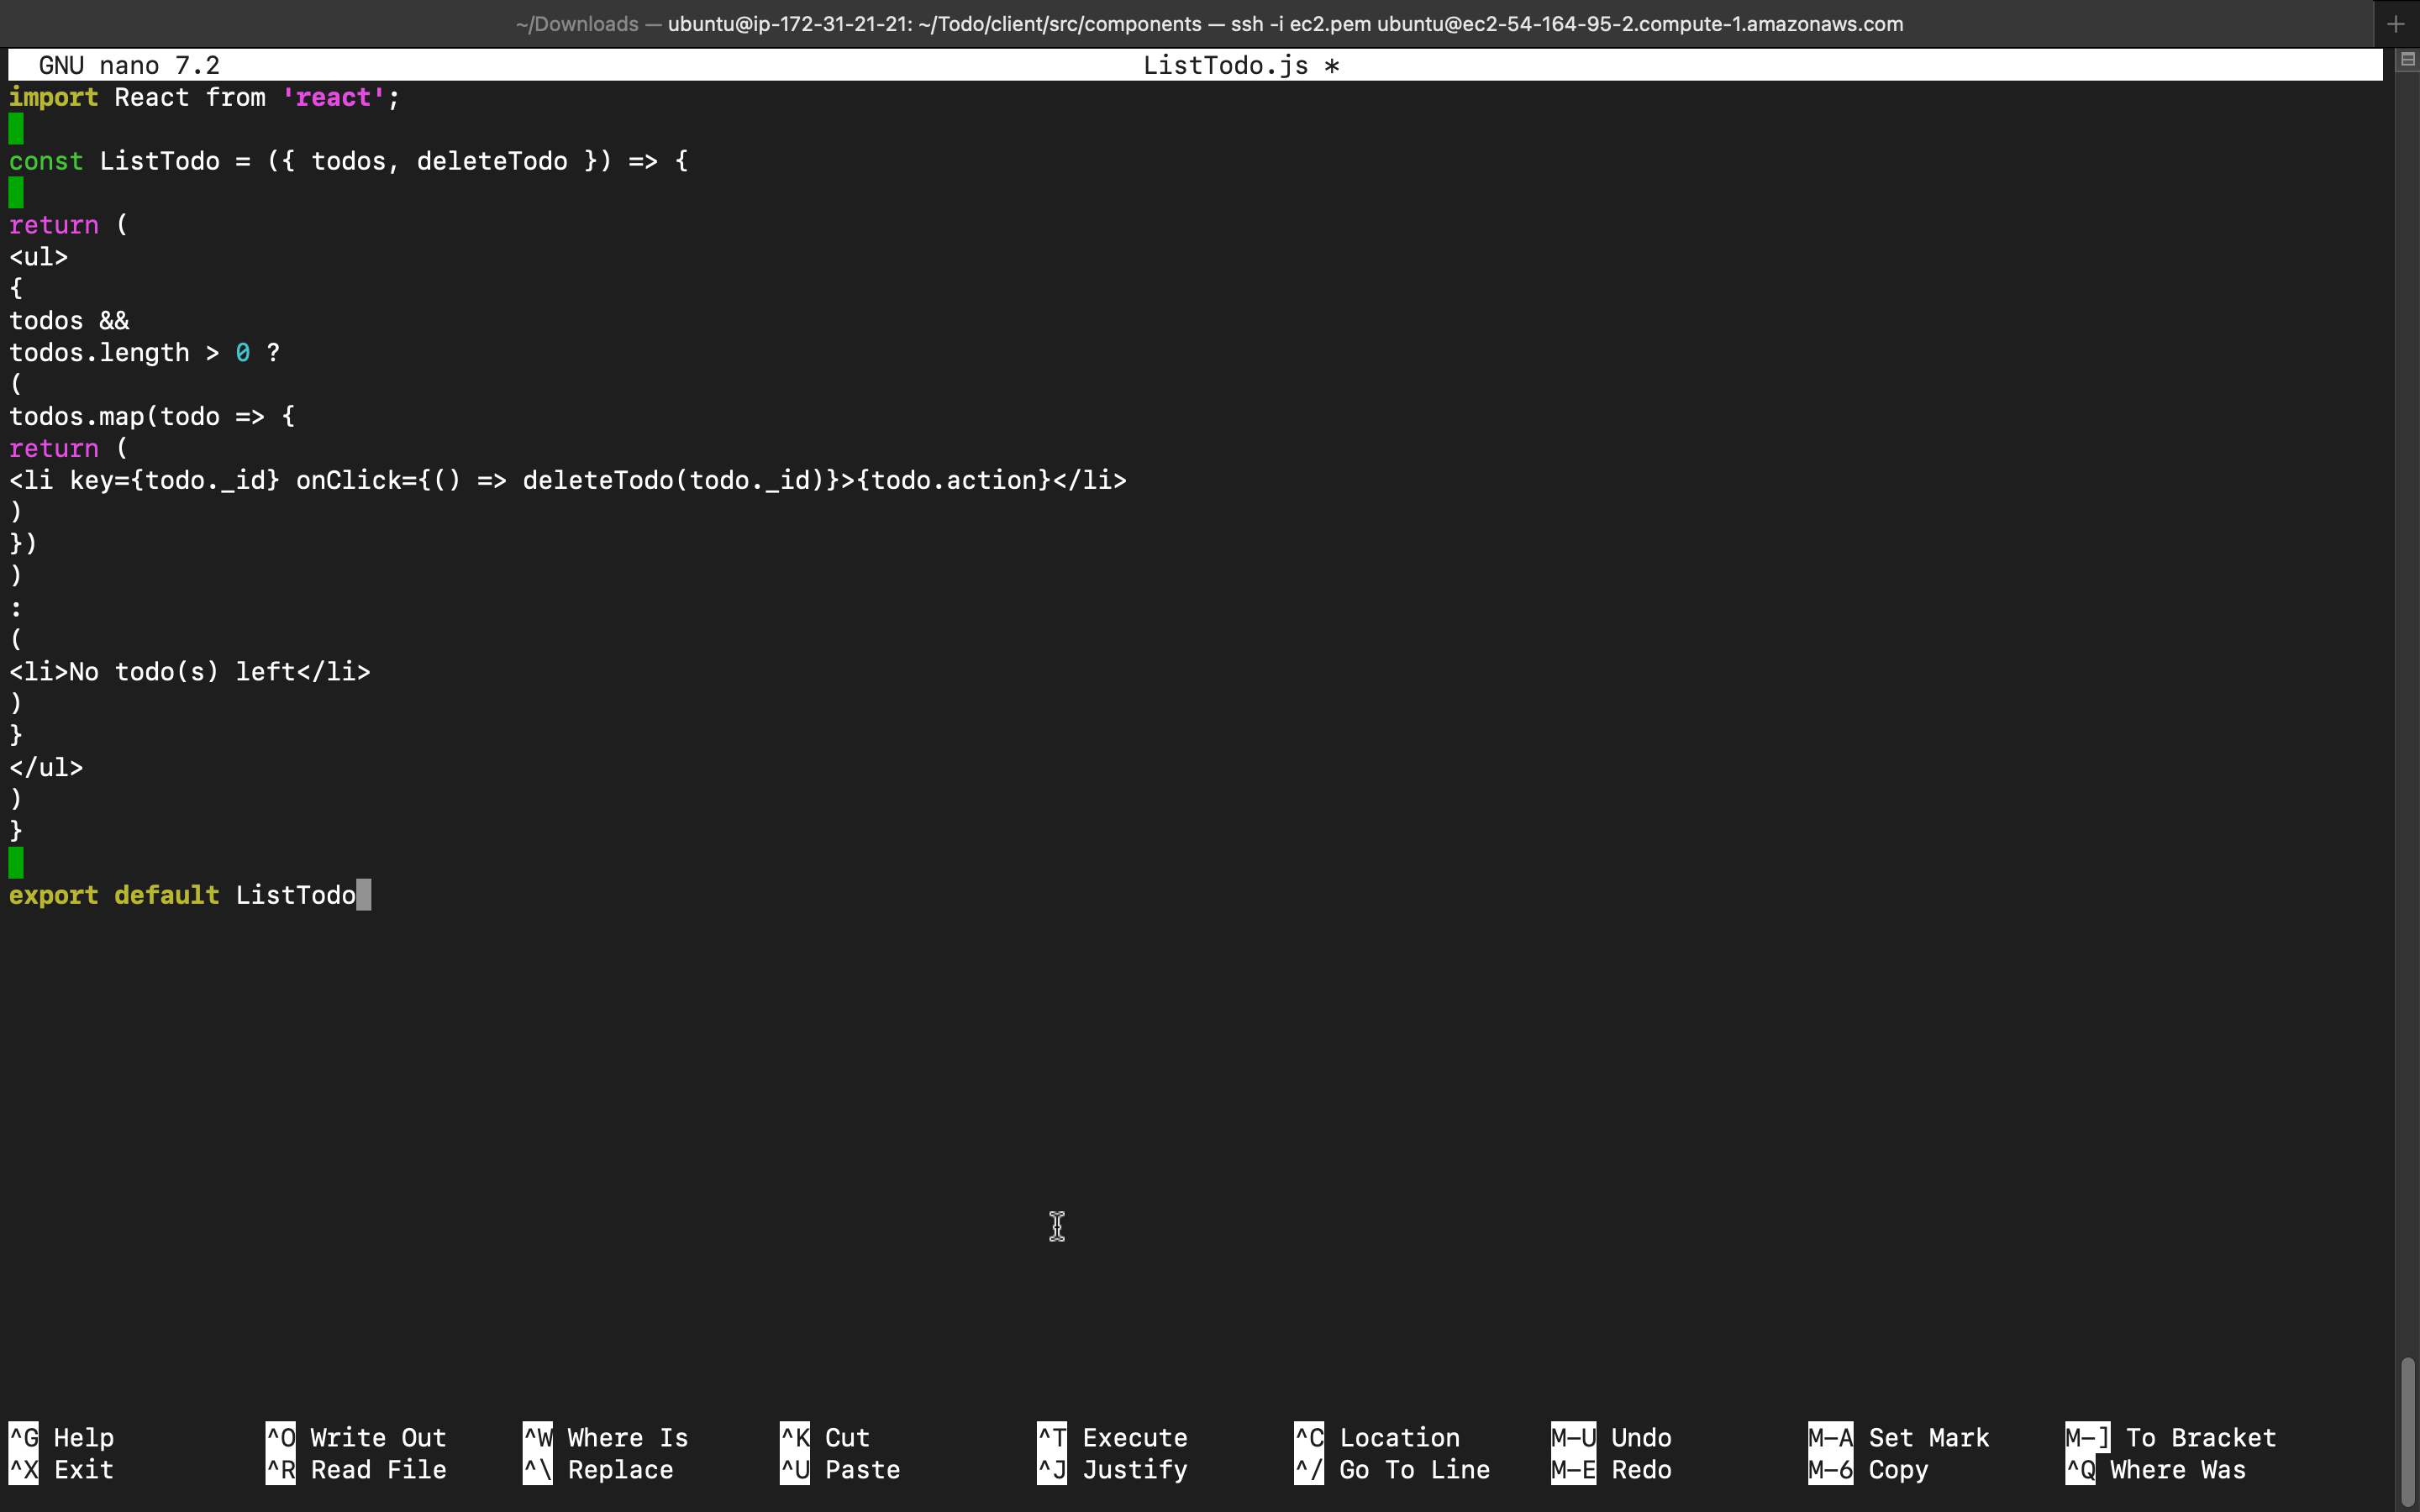 ~/Downloads — ubuntu@ip-172-31-21-21: ~/Todo/client/src/components — ssh -i ec2.pem ubuntu@ec2-54-164-95-2.compute-1.amazonaws.com
GNU nano 7.2 ListTodo.js *
import React from 'react';
const ListTodo = ({ todos, deleteTodo }) => {
return (
<ul>
{
todos &&
todos.length > 0 ?
(
todos.map(todo => {
return (
<li key={todo._id} onClick={() => deleteTodo(todo._id)}>{todo.action}</li>
)
})
)
:
(
<li>No todo(s) left</li>
)
}
</ul>
)
}
export default ListTodo
^G Help ^O Write Out ^W Where Is ^K Cut ^T Execute ^C Location M-U Undo M-A Set Mark M-] To Bracket
^X Exit ^R Read File ^\ Replace ^U Paste ^J Justify ^/ Go To Line M-E Redo M-6 Copy ^Q Where Was